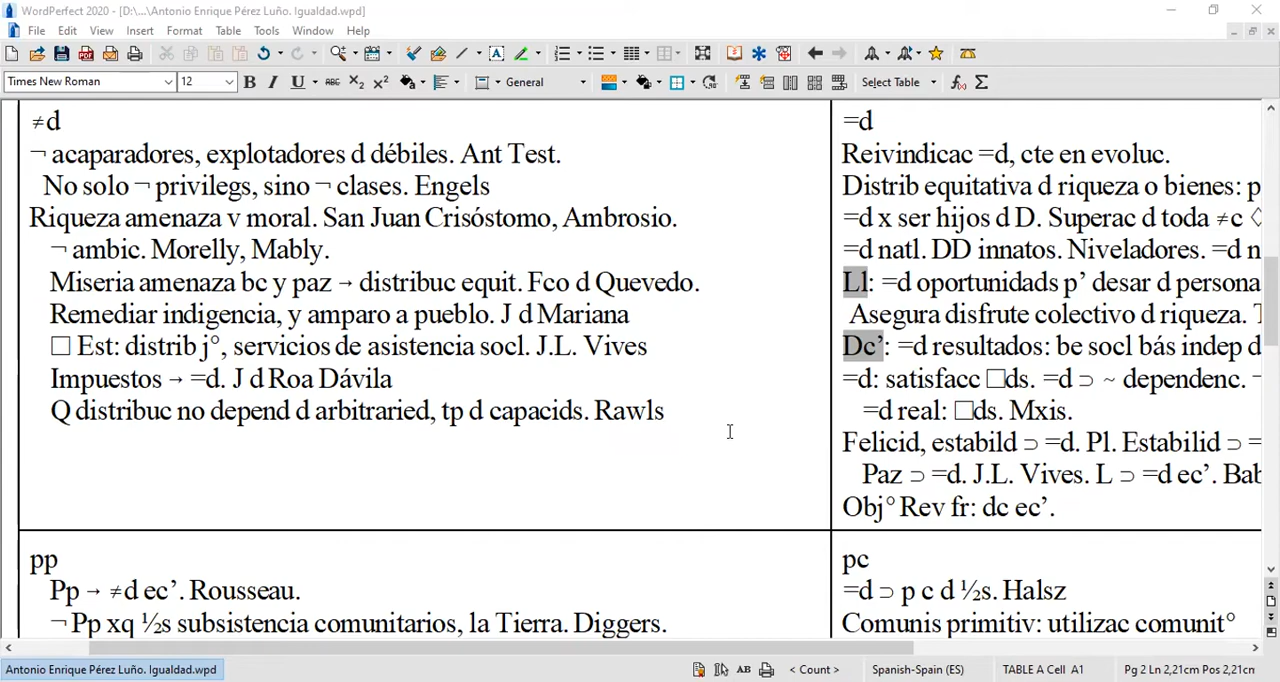 WordPerfect 2020 - [D:\...\Antonio Enrique Pérez Luño. Igualdad.wpd]
File Edit View Insert Format Table Tools Window Help
Times New Roman 12 B I U ABC X₂ X² General Select Table f(x) Σ
≠d
¬ acaparadores, explotadores d débiles. Ant Test.
No solo ¬ privilegs, sino ¬ clases. Engels
Riqueza amenaza v moral. San Juan Crisóstomo, Ambrosio.
¬ ambic. Morelly, Mably.
Miseria amenaza bc y paz → distribuc equit. Fco d Quevedo.
Remediar indigencia, y amparo a pueblo. J d Mariana
□ Est: distrib j°, servicios de asistencia socl. J.L. Vives
Impuestos → =d. J d Roa Dávila
Q distribuc no depend d arbitraried, tp d capacids. Rawls
=d
Reivindicac =d, cte en evoluc.
Distrib equitativa d riqueza o bienes: p
=d x ser hijos d D. Superac d toda ≠c ◊
=d natl. DD innatos. Niveladores. =d n
Ll: =d oportunidads p’ desar d persona
Asegura disfrute colectivo d riqueza. T
Dc’: =d resultados: be socl bás indep d
=d: satisfacc □ds. =d ⊃ ~ dependenc. ¬
=d real: □ds. Mxis.
Felicid, estabild ⊃ =d. Pl. Estabilid ⊃ =
Paz ⊃ =d. J.L. Vives. L ⊃ =d ec’. Bab
Obj° Rev fr: dc ec’.
pp
Pp → ≠d ec’. Rousseau.
¬ Pp xq ½s subsistencia comunitarios, la Tierra. Diggers.
pc
=d ⊃ p c d ½s. Halsz
Comunis primitiv: utilizac comunit°
Antonio Enrique Pérez Luño. Igualdad.wpd AB < Count > Spanish-Spain (ES) TABLE A Cell A1 Pg 2 Ln 2,21cm Pos 2,21cm